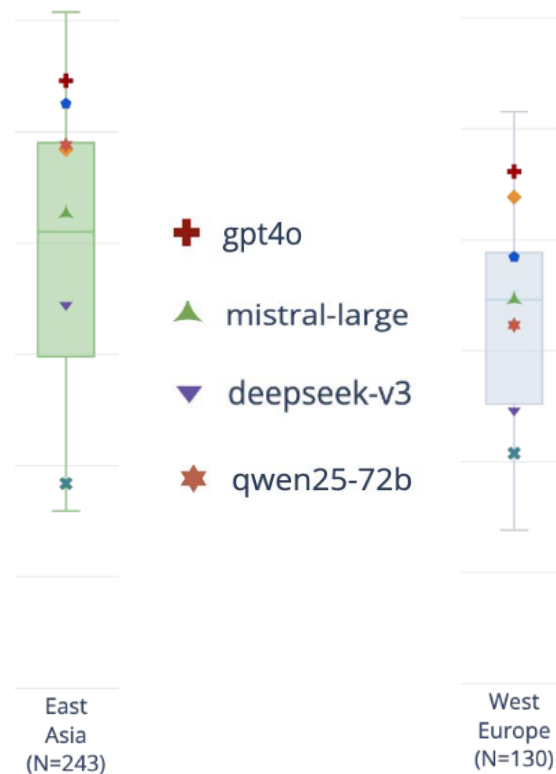 gpt4o
mistral-large
deepseek-v3
qwen25-72b
East
Asia
(N=243)
West
Europe
(N=130)